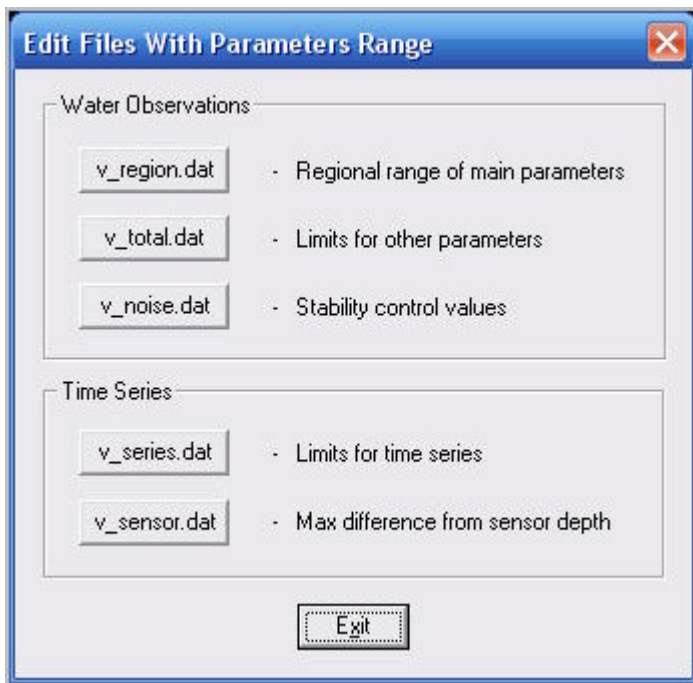 Edit Files With Parameters Range
Water Observations
v_region.dat - Regional range of main parameters
v_total.dat - Limits for other parameters
v_noise.dat - Stability control values
Time Series
v_series.dat - Limits for time series
v_sensor.dat - Max difference from sensor depth
Exit